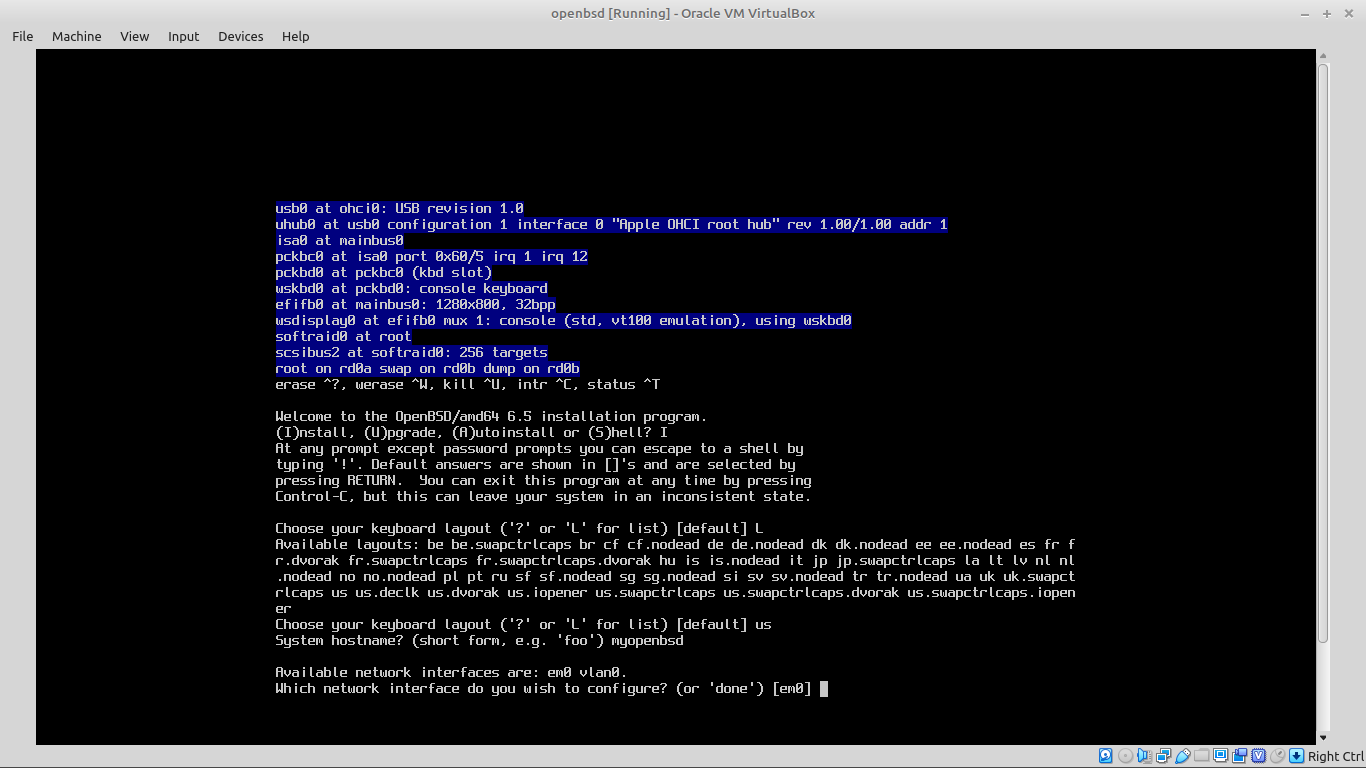 openbsd [Running] - Oracle VM VirtualBox
File Machine View Input Devices Help
usb0 at ohci0: USB revision 1.0
uhub0 at usb0 configuration 1 interface 0 "Apple OHCI root hub" rev 1.00/1.00 addr 1
isa0 at mainbus0
pckbc0 at isa0 port 0x60/5 irq 1 irq 12
pckbd0 at pckbc0 (kbd slot)
wskbd0 at pckbd0: console keyboard
efifb0 at mainbus0: 1280x800, 32bpp
wsdisplay0 at efifb0 mux 1: console (std, vt100 emulation), using wskbd0
softraid0 at root
scsibus2 at softraid0: 256 targets
root on rd0a swap on rd0b dump on rd0b
erase ^?, werase ^W, kill ^U, intr ^C, status ^T
Welcome to the OpenBSD/amd64 6.5 installation program.
(I)nstall, (U)pgrade, (A)utoinstall or (S)hell? I
At any prompt except password prompts you can escape to a shell by
typing '!'. Default answers are shown in []'s and are selected by
pressing RETURN.  You can exit this program at any time by pressing
Control-C, but this can leave your system in an inconsistent state.
Choose your keyboard layout ('?' or 'L' for list) [default] L
Available layouts: be be.swapctrlcaps br cf cf.nodead de de.nodead dk dk.nodead ee ee.nodead es fr f
r.dvorak fr.swapctrlcaps fr.swapctrlcaps.dvorak hu is is.nodead it jp jp.swapctrlcaps la lt lv nl nl
.nodead no no.nodead pl pt ru sf sf.nodead sg sg.nodead si sv sv.nodead tr tr.nodead ua uk uk.swapct
rlcaps us us.declk us.dvorak us.iopener us.swapctrlcaps us.swapctrlcaps.dvorak us.swapctrlcaps.iopen
er
Choose your keyboard layout ('?' or 'L' for list) [default] us
System hostname? (short form, e.g. 'foo') myopenbsd
Available network interfaces are: em0 vlan0.
Which network interface do you wish to configure? (or 'done') [em0]
Right Ctrl